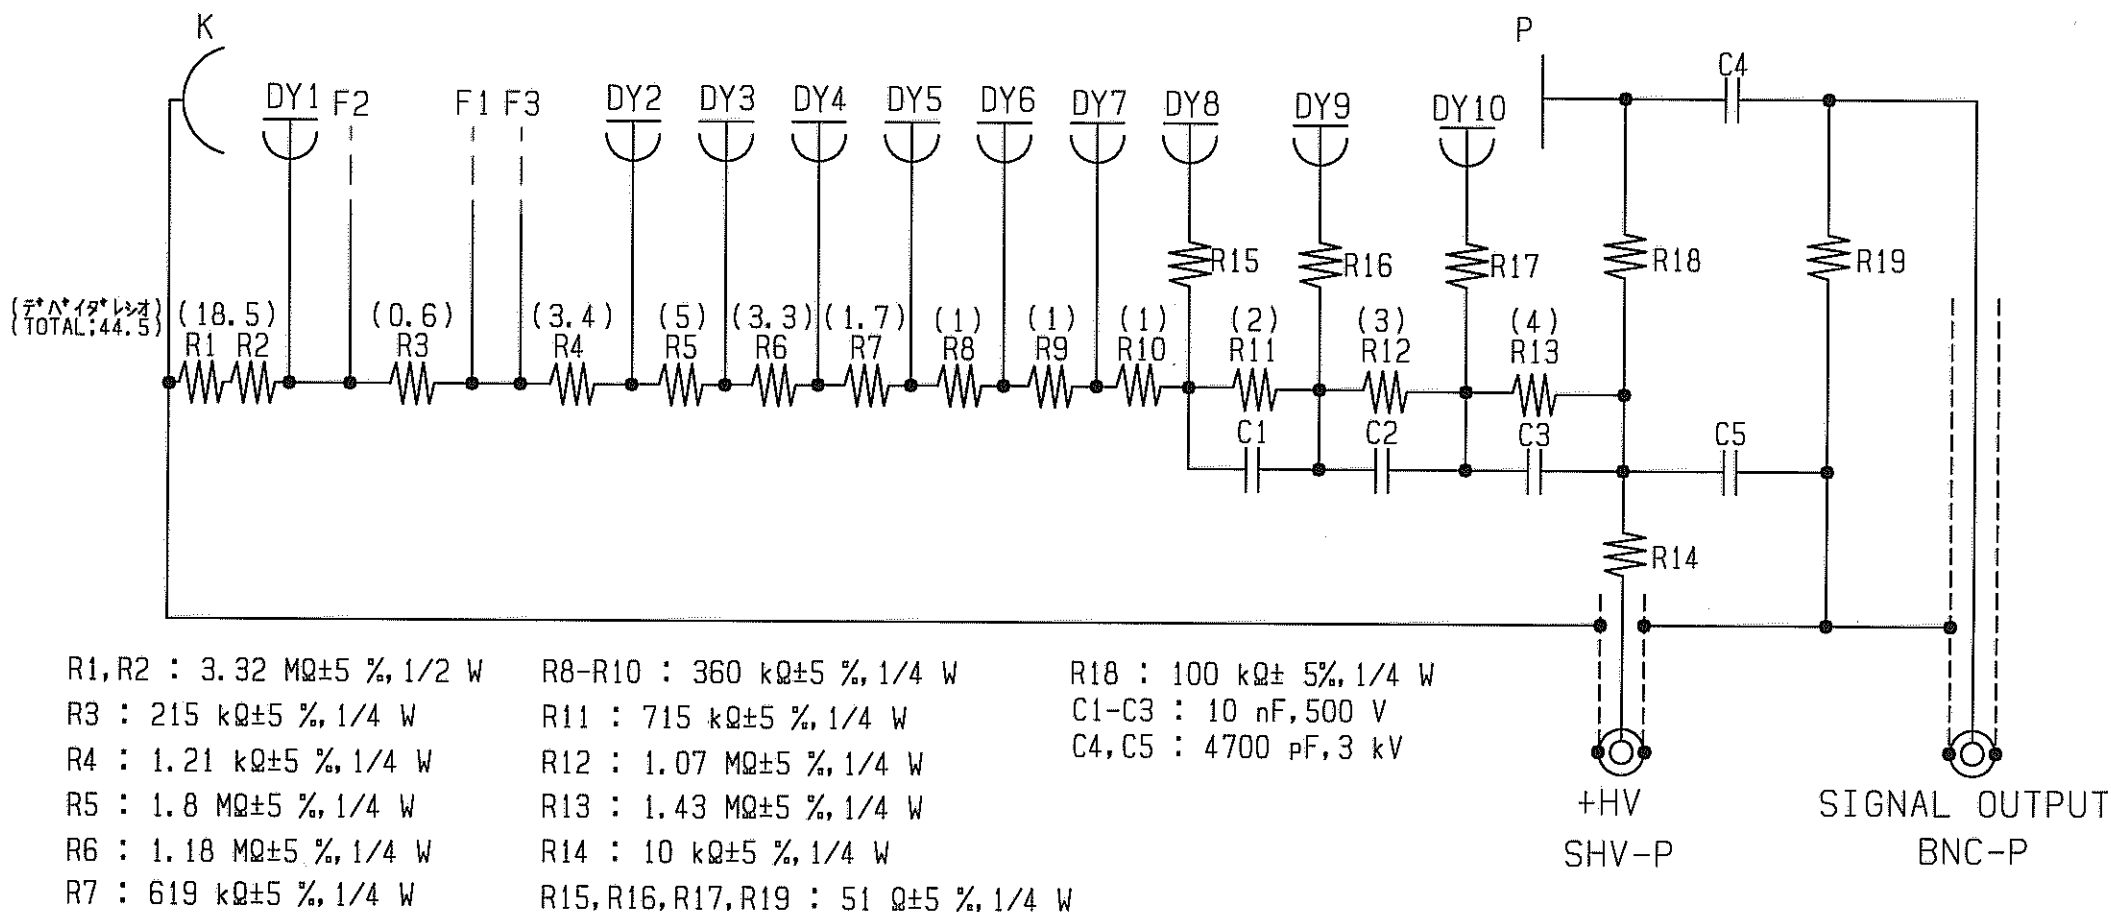 K
P
C4
DY1 F2 F1 F3 DY2 DY3 DY4 DY5 DY6 DY7 DY8 DY9 DY10
R15 R16 R17 R18 R19
{デバイダレシオ}
{TOTAL:44.5}
(18.5) (0.6) (3.4) (5) (3.3) (1.7) (1) (1) (1) (2) (3) (4)
R1 R2 R3 R4 R5 R6 R7 R8 R9 R10 R11 R12 R13
C1 C2 C3 C5
R14
R1,R2 : 3.32 MΩ±5 %, 1/2 W
R3 : 215 kΩ±5 %, 1/4 W
R4 : 1.21 kΩ±5 %, 1/4 W
R5 : 1.8 MΩ±5 %, 1/4 W
R6 : 1.18 MΩ±5 %, 1/4 W
R7 : 619 kΩ±5 %, 1/4 W
R8-R10 : 360 kΩ±5 %, 1/4 W
R11 : 715 kΩ±5 %, 1/4 W
R12 : 1.07 MΩ±5 %, 1/4 W
R13 : 1.43 MΩ±5 %, 1/4 W
R14 : 10 kΩ±5 %, 1/4 W
R15,R16,R17,R19 : 51 Ω±5 %, 1/4 W
R18 : 100 kΩ± 5%, 1/4 W
C1-C3 : 10 nF, 500 V
C4,C5 : 4700 pF, 3 kV
+HV
SHV-P
SIGNAL OUTPUT
BNC-P